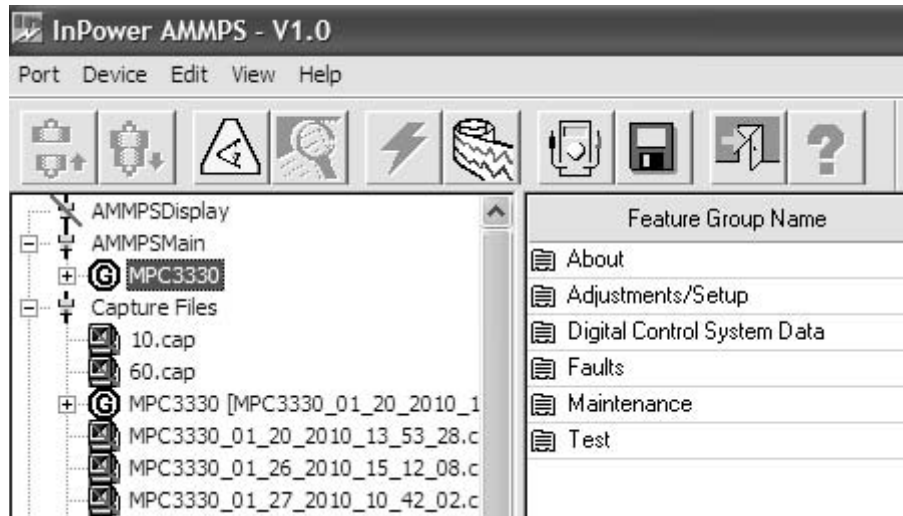 InPower AMMPS - V1.0
Port Device Edit View Help
AMMPSDisplay
AMMPSMain
G MPC3330
Capture Files
10.cap
60.cap
G MPC3330 [MPC3330_01_20_2010_1
MPC3330_01_20_2010_13_53_28.c
MPC3330_01_26_2010_15_12_08.c
MPC3330_01_27_2010_10_42_02.c
Feature Group Name
About
Adjustments/Setup
Digital Control System Data
Faults
Maintenance
Test